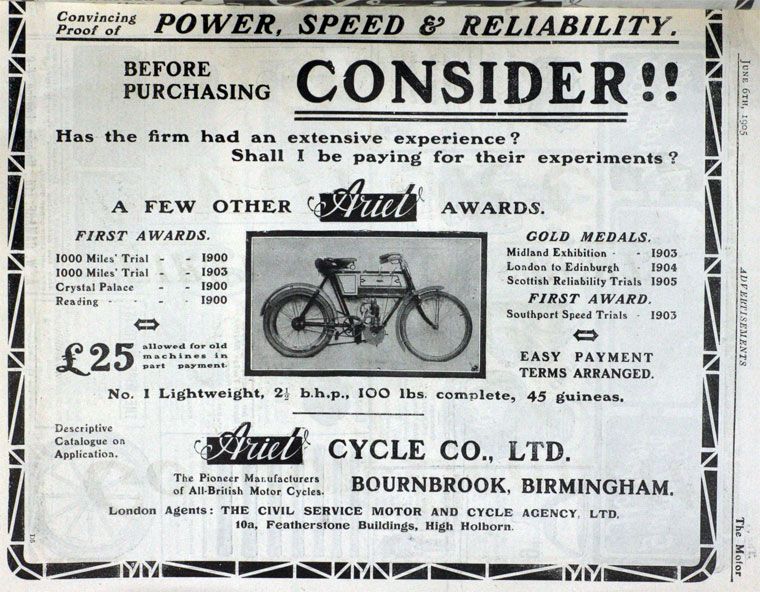 Convincing
Proof of
POWER, SPEED & RELIABILITY.
BEFORE
PURCHASING
CONSIDER!!
Has the firm had an extensive experience?
Shall I be paying for their experiments?
A FEW OTHER Ariel AWARDS.
FIRST AWARDS.
1000 Miles' Trial - - 1900
1000 Miles' Trial - - 1903
Crystal Palace - - 1900
Reading - - - 1900
£25 allowed for old
machines in
part payment.
GOLD MEDALS.
Midland Exhibition - - 1903
London to Edinburgh - 1904
Scottish Reliability Trials 1905
FIRST AWARD.
Southport Speed Trials - 1903
EASY PAYMENT
TERMS ARRANGED.
No. 1 Lightweight, 2½ b.h.p., 100 lbs. complete, 45 guineas.
Descriptive
Catalogue on
Application.
Ariel CYCLE CO., LTD.
The Pioneer Manufacturers
of All-British Motor Cycles.
BOURNBROOK, BIRMINGHAM.
London Agents: THE CIVIL SERVICE MOTOR AND CYCLE AGENCY, LTD.
10a, Featherstone Buildings, High Holborn.
JUNE 6TH, 1905
ADVERTISEMENTS
The Motor